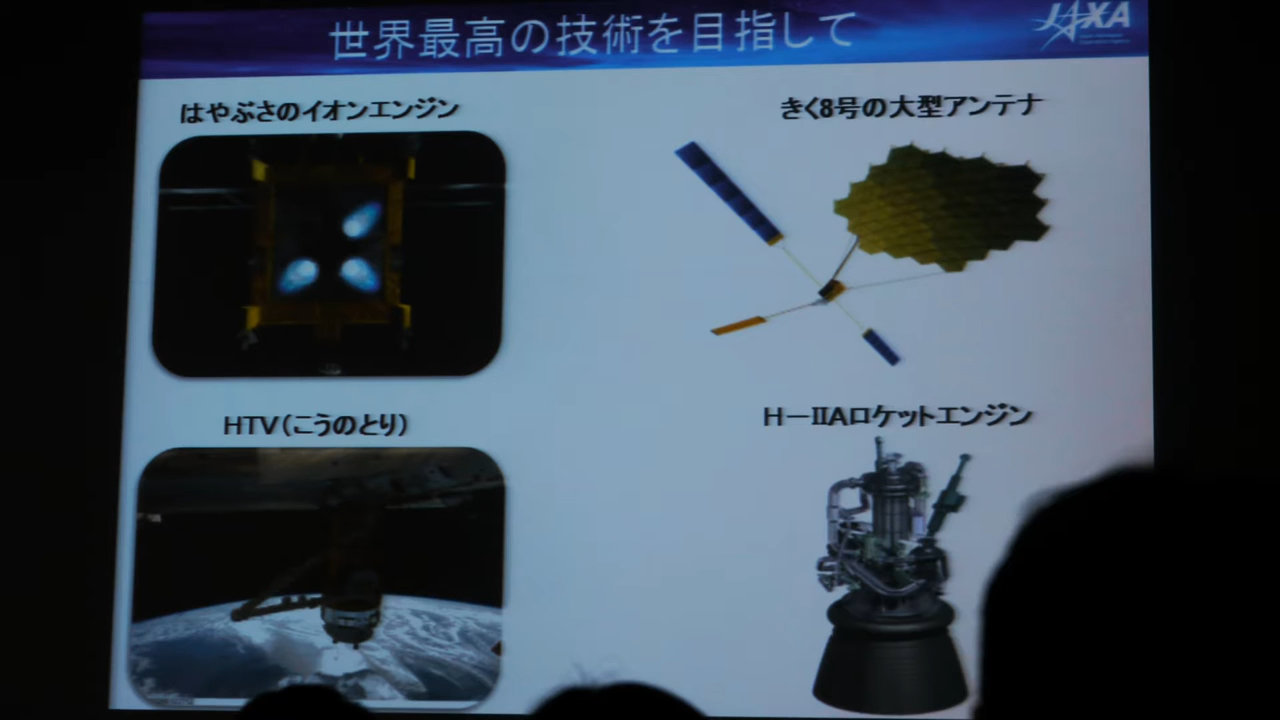 世界最高の技術を目指して
JAXA
はやぶさのイオンエンジン
きく8号の大型アンテナ
HTV(こうのとり)
H-IIAロケットエンジン